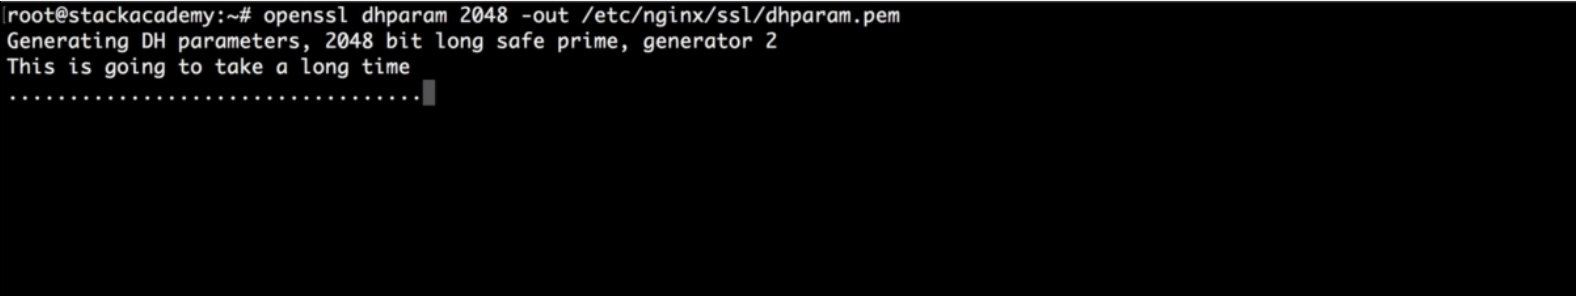 root@stackacademy:~# openssl dhparam 2048 -out /etc/nginx/ssl/dhparam.pem
Generating DH parameters, 2048 bit long safe prime, generator 2
This is going to take a long time
..................................